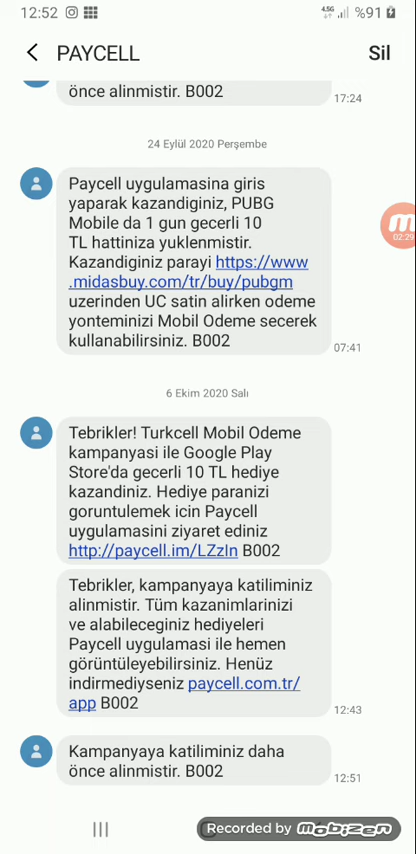 12:52
4.5G
%91
PAYCELL
Sil
önce alinmistir. B002
17:24
24 Eylül 2020 Perşembe
Paycell uygulamasina giris
yaparak kazandiginiz, PUBG
Mobile da 1 gun gecerli 10
TL hattiniza yuklenmistir.
Kazandiginiz parayi https://www
.midasbuy.com/tr/buy/pubgm
uzerinden UC satin alirken odeme
yonteminizi Mobil Odeme secerek
kullanabilirsiniz. B002
07:41
m
02:29
6 Ekim 2020 Salı
Tebrikler! Turkcell Mobil Odeme
kampanyasi ile Google Play
Store'da gecerli 10 TL hediye
kazandiniz. Hediye paranizi
goruntulemek icin Paycell
uygulamasini ziyaret ediniz
http://paycell.im/LZzIn B002
Tebrikler, kampanyaya katiliminiz
alinmistir. Tüm kazanimlarinizi
ve alabileceginiz hediyeleri
Paycell uygulamasi ile hemen
görüntüleyebilirsiniz. Henüz
indirmediyseniz paycell.com.tr/
app B002
12:43
Kampanyaya katiliminiz daha
önce alinmistir. B002
12:51
Recorded by mobizen